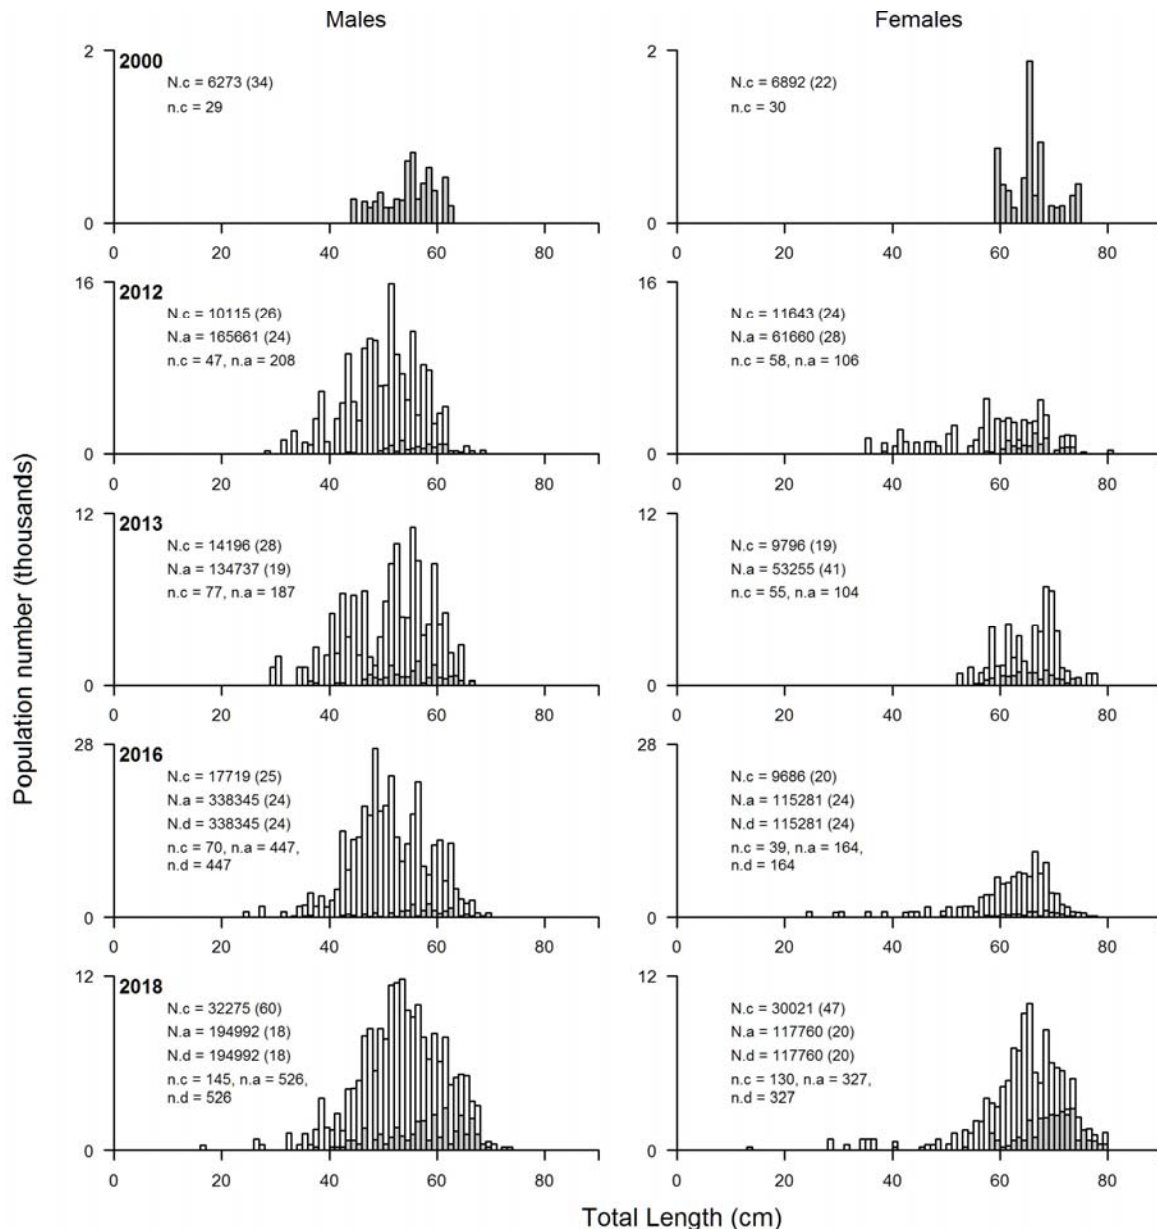 Males
Females
Population number (thousands)
2000
2
0
N.c = 6273 (34)
n.c = 29
0 20 40 60 80
2
0
N.c = 6892 (22)
n.c = 30
0 20 40 60 80
2012
16
0
N.c = 10115 (26)
N.a = 165661 (24)
n.c = 47, n.a = 208
0 20 40 60 80
16
0
N.c = 11643 (24)
N.a = 61660 (28)
n.c = 58, n.a = 106
0 20 40 60 80
2013
12
0
N.c = 14196 (28)
N.a = 134737 (19)
n.c = 77, n.a = 187
0 20 40 60 80
12
0
N.c = 9796 (19)
N.a = 53255 (41)
n.c = 55, n.a = 104
0 20 40 60 80
2016
28
0
N.c = 17719 (25)
N.a = 338345 (24)
N.d = 338345 (24)
n.c = 70, n.a = 447,
n.d = 447
0 20 40 60 80
28
0
N.c = 9686 (20)
N.a = 115281 (24)
N.d = 115281 (24)
n.c = 39, n.a = 164,
n.d = 164
0 20 40 60 80
2018
12
0
N.c = 32275 (60)
N.a = 194992 (18)
N.d = 194992 (18)
n.c = 145, n.a = 526,
n.d = 526
0 20 40 60 80
12
0
N.c = 30021 (47)
N.a = 117760 (20)
N.d = 117760 (20)
n.c = 130, n.a = 327,
n.d = 327
0 20 40 60 80
Total Length (cm)